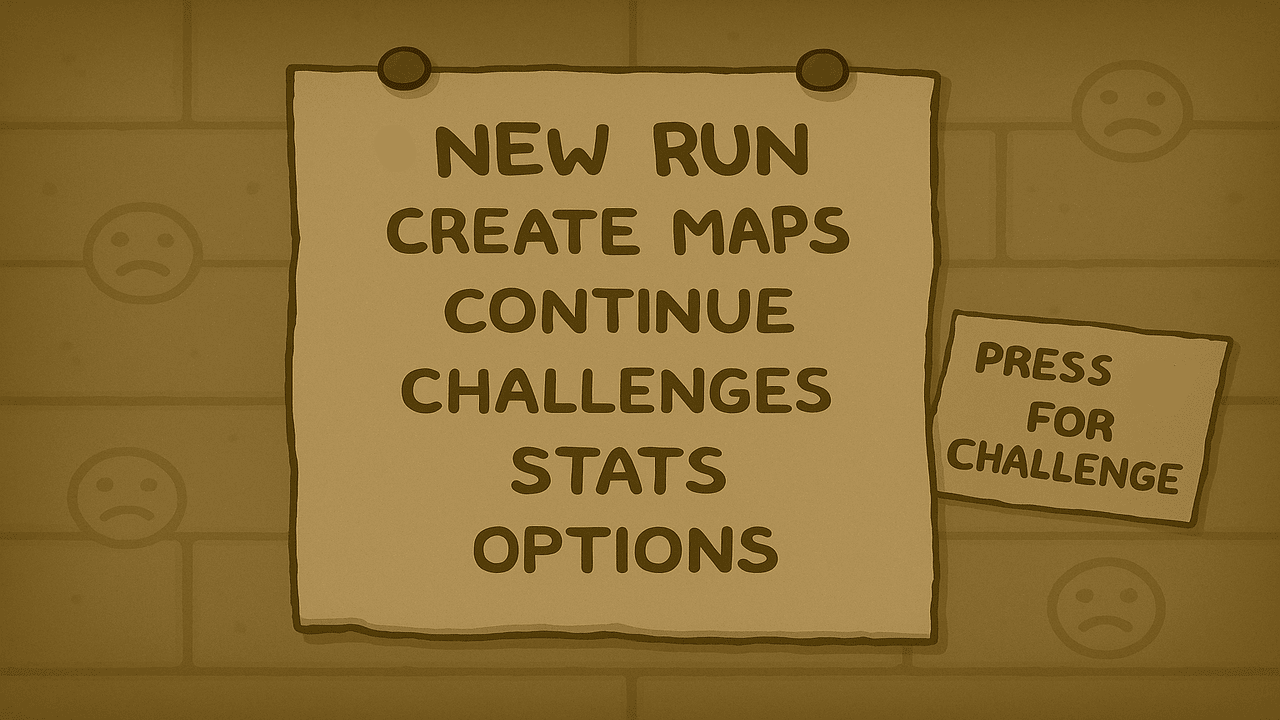 NEW RUN
CREATE MAPS
CONTINUE
CHALLENGES
STATS
OPTIONS
PRESS
FOR
CHALLENGE